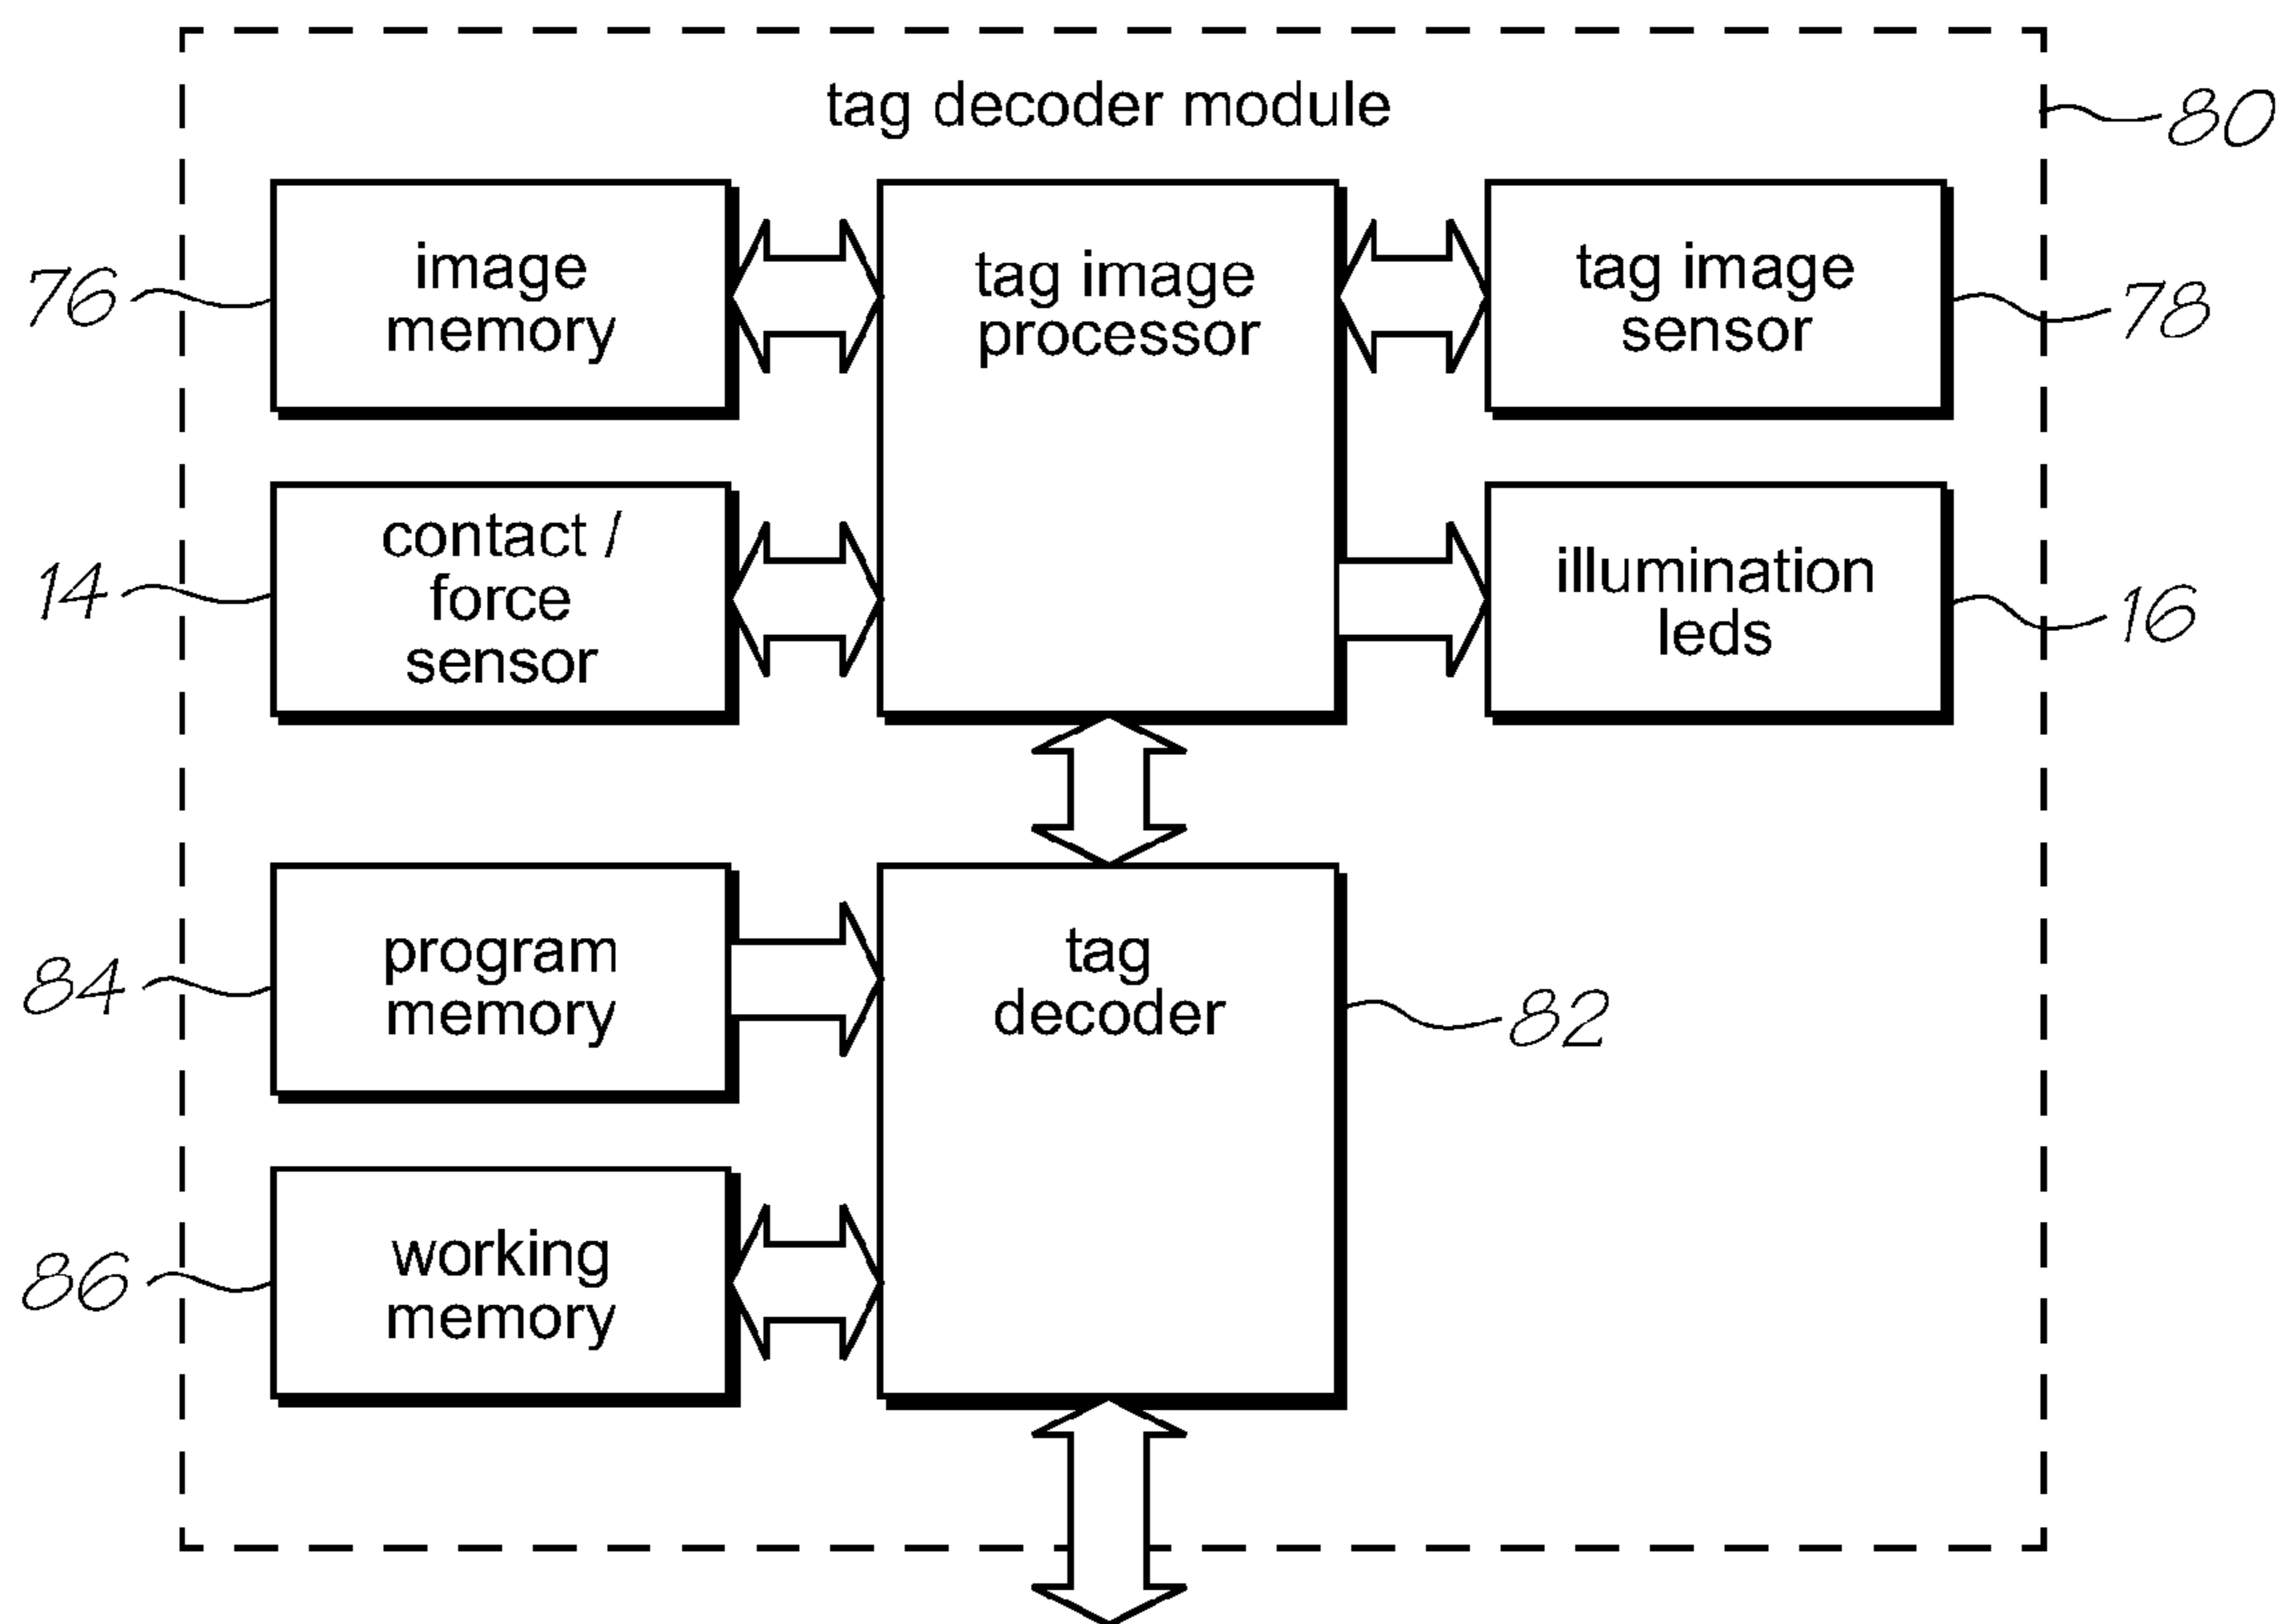 tag decoder module
80
image
memory
76
tag image
processor
tag image
sensor
78
contact /
force
sensor
14
illumination
leds
16
program
memory
84
tag
decoder
82
working
memory
86